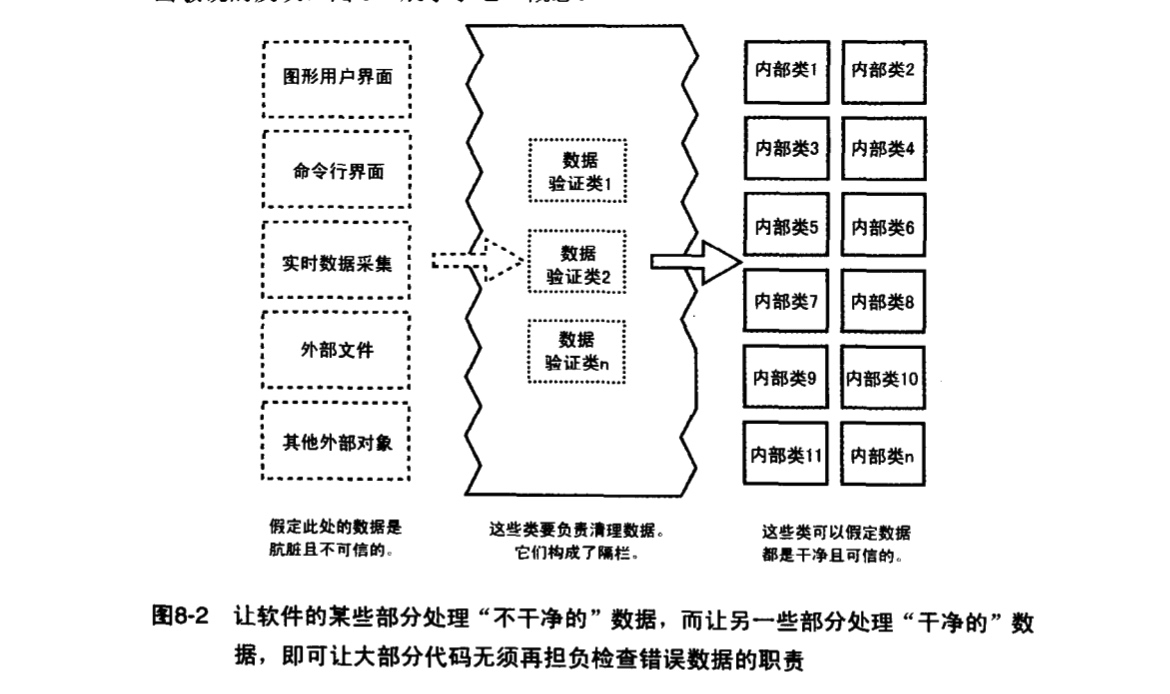 图形用户界面
命令行界面
实时数据采集
外部文件
其他外部对象
假定此处的数据是
肮脏且不可信的。
数据
验证类1
数据
验证类2
数据
验证类n
这些类要负责清理数据。
它们构成了隔栏。
内部类1 内部类2
内部类3 内部类4
内部类5 内部类6
内部类7 内部类8
内部类9 内部类10
内部类11 内部类n
这些类可以假定数据
都是干净且可信的。
图8-2 让软件的某些部分处理“不干净的”数据，而让另一些部分处理“干净的”数
据，即可让大部分代码无须再担负检查错误数据的职责